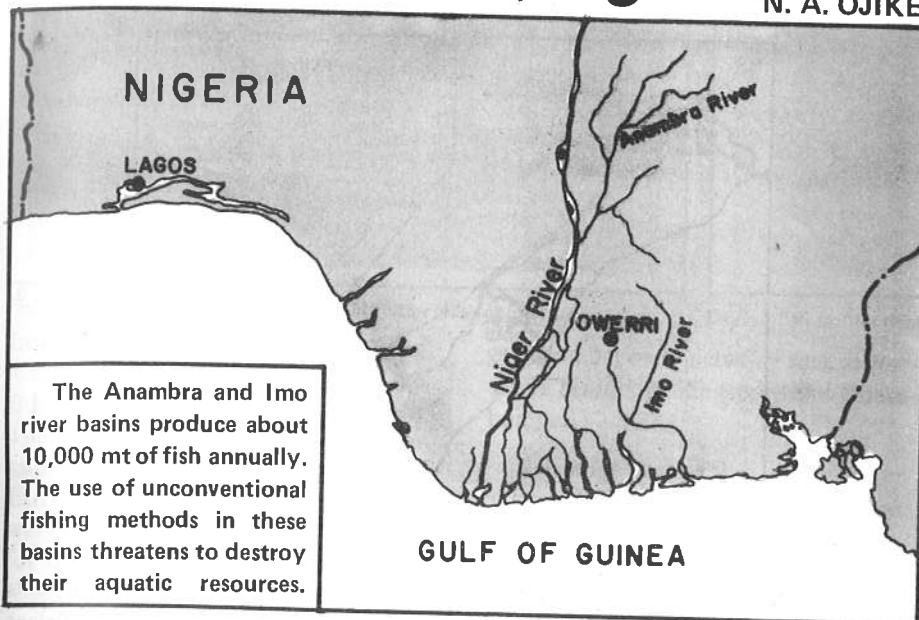 N. A. OJIKE
NIGERIA
Anambra River
LAGOS
Niger River
OWERRI
Imo River
The Anambra and Imo
river basins produce about
10,000 mt of fish annually.
The use of unconventional
fishing methods in these
basins threatens to destroy
their aquatic resources.
GULF OF GUINEA